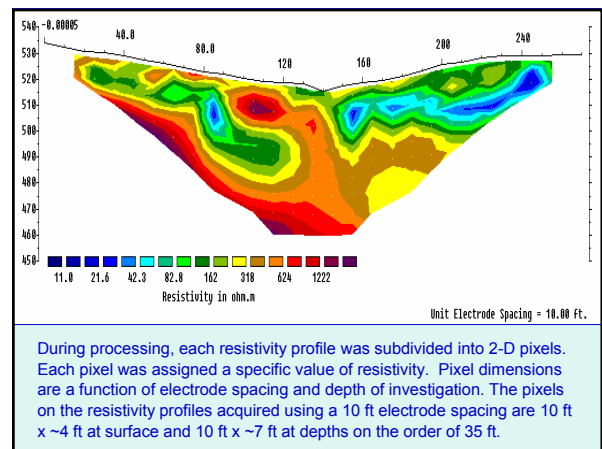 540 -0.00005
40.0 80.0 120 160 200 240
530
520
510
500
490
480
470
460
450
11.0 21.6 42.3 82.8 162 318 624 1222
Resistivity in ohm.m
Unit Electrode Spacing = 10.00 ft.
During processing, each resistivity profile was subdivided into 2-D pixels.
Each pixel was assigned a specific value of resistivity. Pixel dimensions
are a function of electrode spacing and depth of investigation. The pixels
on the resistivity profiles acquired using a 10 ft electrode spacing are 10 ft
x ~4 ft at surface and 10 ft x ~7 ft at depths on the order of 35 ft.